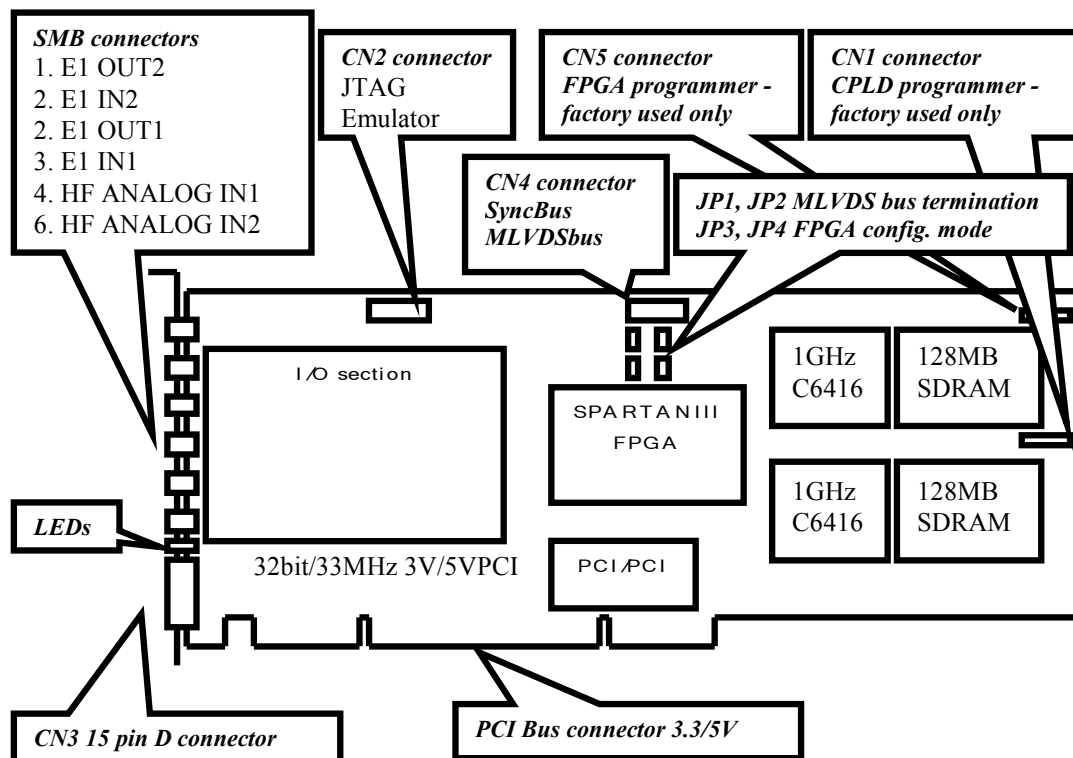 SMB connectors
1. E1 OUT2
2. E1 IN2
2. E1 OUT1
3. E1 IN1
4. HF ANALOG IN1
6. HF ANALOG IN2
CN2 connector
JTAG
Emulator
CN5 connector
FPGA programmer -
factory used only
CN1 connector
CPLD programmer -
factory used only
CN4 connector
SyncBus
MLVDSbus
JP1, JP2 MLVDS bus termination
JP3, JP4 FPGA config. mode
I/O section
SPARTANIII
FPGA
1GHz
C6416
128MB
SDRAM
1GHz
C6416
128MB
SDRAM
LEDs
32bit/33MHz 3V/5VPCI
PCI/PCI
CN3 15 pin D connector
PCI Bus connector 3.3/5V